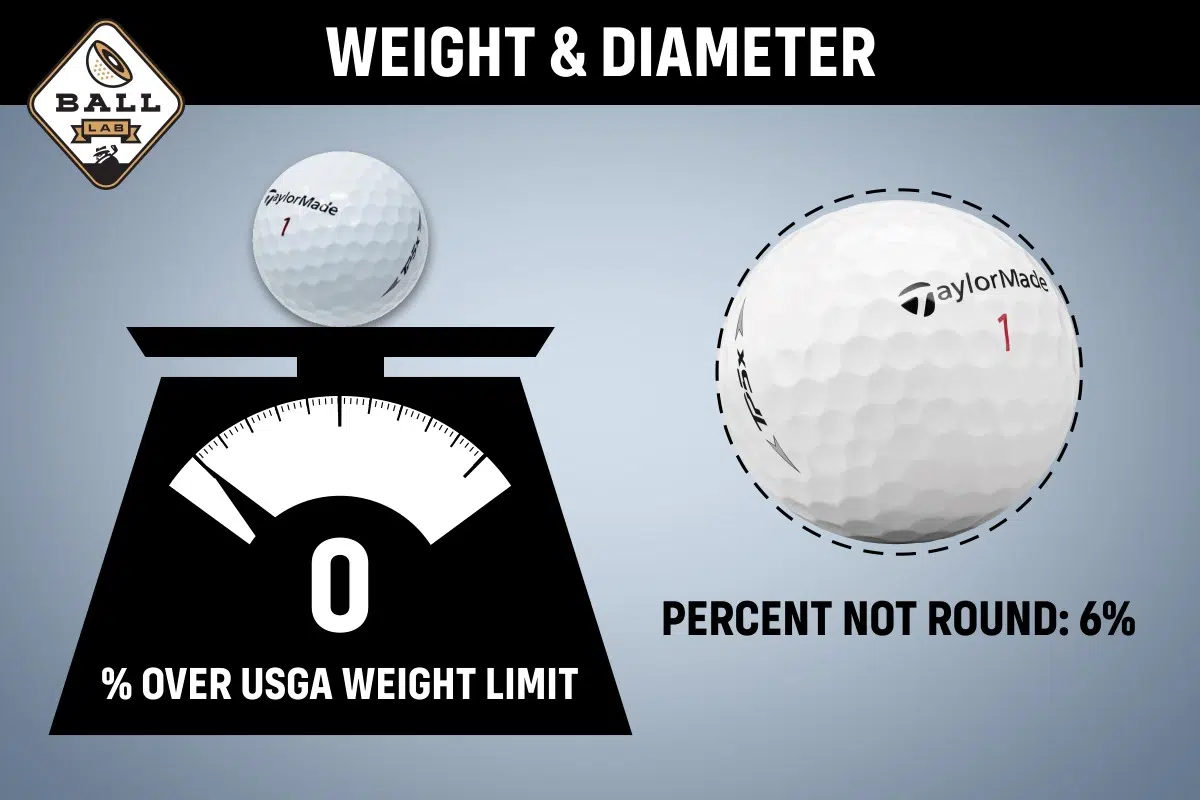 WEIGHT & DIAMETER
BALL
LAB
TaylorMade
1
TP5x
TaylorMade
1
TP5x
0
% OVER USGA WEIGHT LIMIT
PERCENT NOT ROUND: 6%